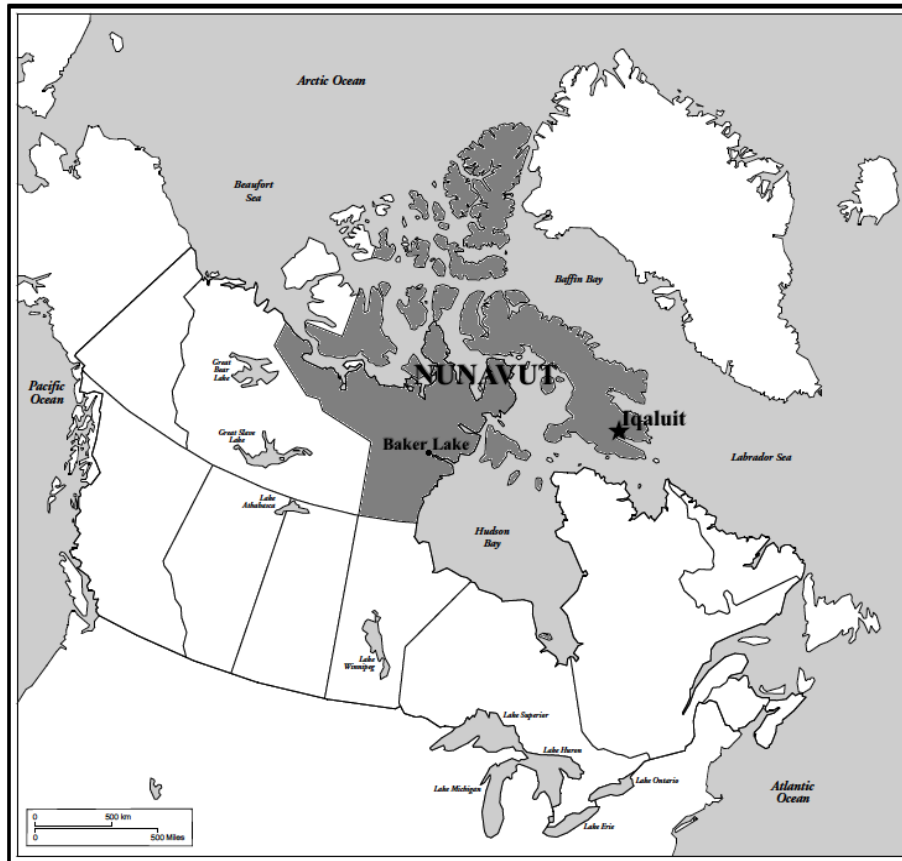 Arctic Ocean
Beaufort
Sea
Baffin Bay
Great
Bear
Lake
NUNAVUT
Pacific
Ocean
Iqaluit
Great Slave
Lake
Baker Lake
Labrador Sea
Lake
Athabasca
Hudson
Bay
Lake
Winnipeg
Lake Superior
Lake Huron
Lake Michigan
Lake Ontario
Atlantic
Ocean
Lake Erie
0 500 km
0 500 Miles